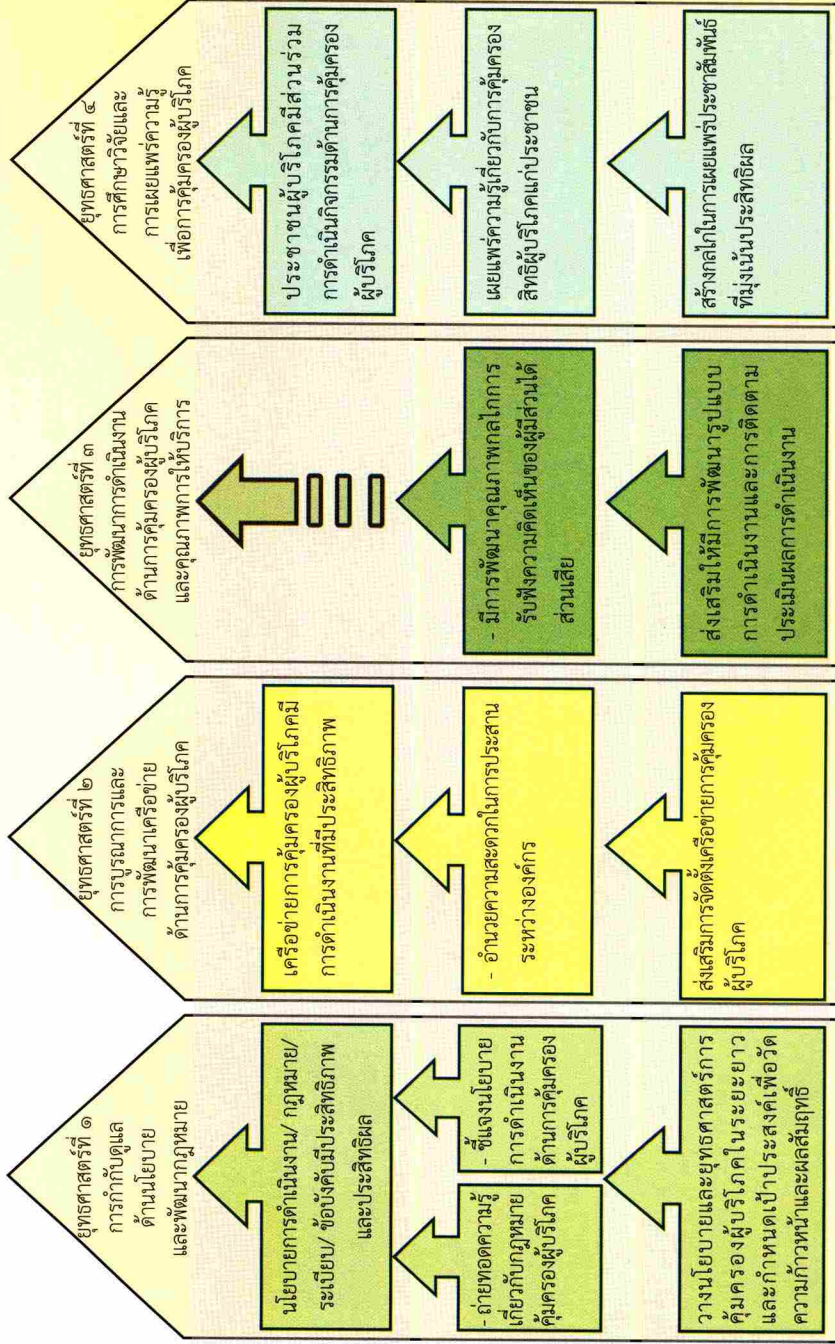 ยุทธศาสตร์ที่ ๑
การกำกับดูแล
ด้านนโยบาย
และพัฒนากฎหมาย
นโยบายการดำเนินงาน/ กฎหมาย/
ระเบียบ/ ข้อบังคับมีประสิทธิภาพ
และประสิทธิผล
- ถ่ายทอดความรู้
เกี่ยวกับกฎหมาย
คุ้มครองผู้บริโภค
- ชี้แจงนโยบาย
การดำเนินงาน
ด้านการคุ้มครอง
ผู้บริโภค
วางนโยบายและยุทธศาสตร์การ
คุ้มครองผู้บริโภคในระยะยาว
และกำหนดเป้าประสงค์เพื่อวัด
ความก้าวหน้าและผลสัมฤทธิ์
ยุทธศาสตร์ที่ ๒
การบูรณาการและ
การพัฒนาเครือข่าย
ด้านการคุ้มครองผู้บริโภค
เครือข่ายการคุ้มครองผู้บริโภคมี
การดำเนินงานที่มีประสิทธิภาพ
- อำนวยความสะดวกในการประสาน
ระหว่างองค์กร
ส่งเสริมการจัดตั้งเครือข่ายการคุ้มครอง
ผู้บริโภค
ยุทธศาสตร์ที่ ๓
การพัฒนาการดำเนินงาน
ด้านการคุ้มครองผู้บริโภค
และคุณภาพการให้บริการ
- มีการพัฒนาคุณภาพกลไกการ
รับฟังความคิดเห็นของผู้มีส่วนได้
ส่วนเสีย
ส่งเสริมให้มีการพัฒนารูปแบบ
การดำเนินงานและการติดตาม
ประเมินผลการดำเนินงาน
ยุทธศาสตร์ที่ ๔
การศึกษาวิจัยและ
การเผยแพร่ความรู้
เพื่อการคุ้มครองผู้บริโภค
ประชาชนผู้บริโภคมีส่วนร่วม
การดำเนินกิจกรรมด้านการคุ้มครอง
ผู้บริโภค
เผยแพร่ความรู้เกี่ยวกับการคุ้มครอง
สิทธิผู้บริโภคแก่ประชาชน
สร้างกลไกในการเผยแพร่ประชาสัมพันธ์
ที่มุ่งเน้นประสิทธิผล